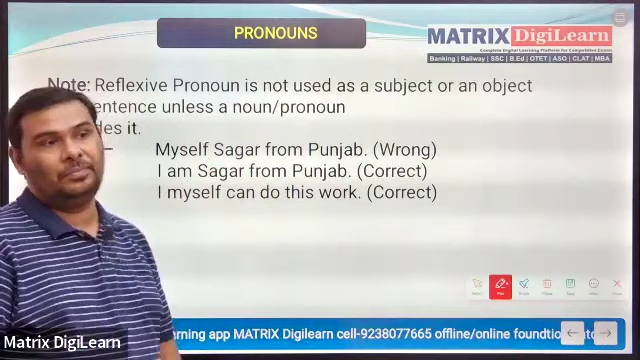 PRONOUNS
MATRIX DigiLearn
Complete Digital Learning Platform for Competitive Exams
Banking | Railway | SSC | B.Ed | OTET | ASO | CLAT | MBA
Note: Reflexive Pronoun is not used as a subject or an object
entence unless a noun/pronoun
des it.
Myself Sagar from Punjab. (Wrong)
I am Sagar from Punjab. (Correct)
I myself can do this work. (Correct)
rning app MATRIX Digilearn cell-9238077665 offline/online foundtion
Matrix DigiLearn